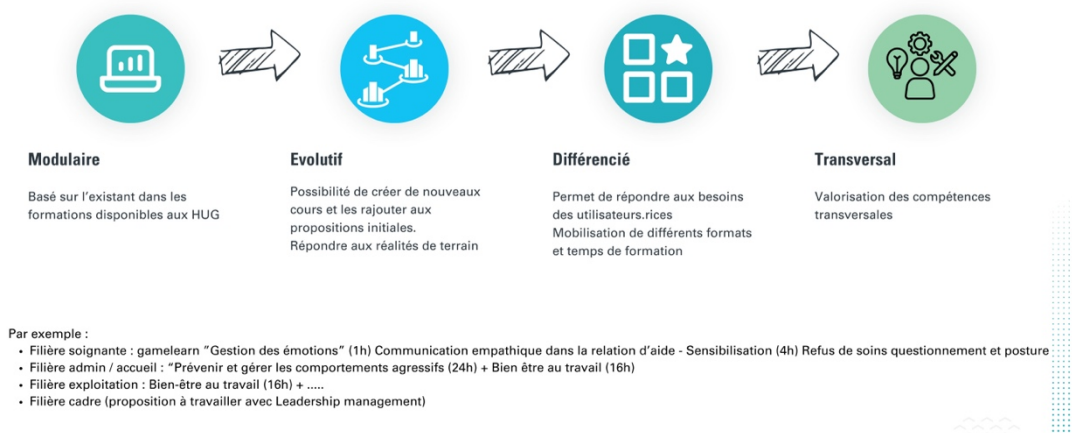 Modulaire
Basé sur l'existant dans les
formations disponibles aux HUG
Evolutif
Possibilité de créer de nouveaux
cours et les rajouter aux
propositions initiales.
Répondre aux réalités de terrain
Différencié
Permet de répondre aux besoins
des utilisateurs.rices
Mobilisation de différents formats
et temps de formation
Transversal
Valorisation des compétences
transversales
Par exemple :
• Filière soignante : gamelearn "Gestion des émotions" (1h) Communication empathique dans la relation d'aide - Sensibilisation (4h) Refus de soins questionnement et posture
• Filière admin / accueil : "Prévenir et gérer les comportements agressifs (24h) + Bien être au travail (16h)
• Filière exploitation : Bien-être au travail (16h) + .....
• Filière cadre (proposition à travailler avec Leadership management)